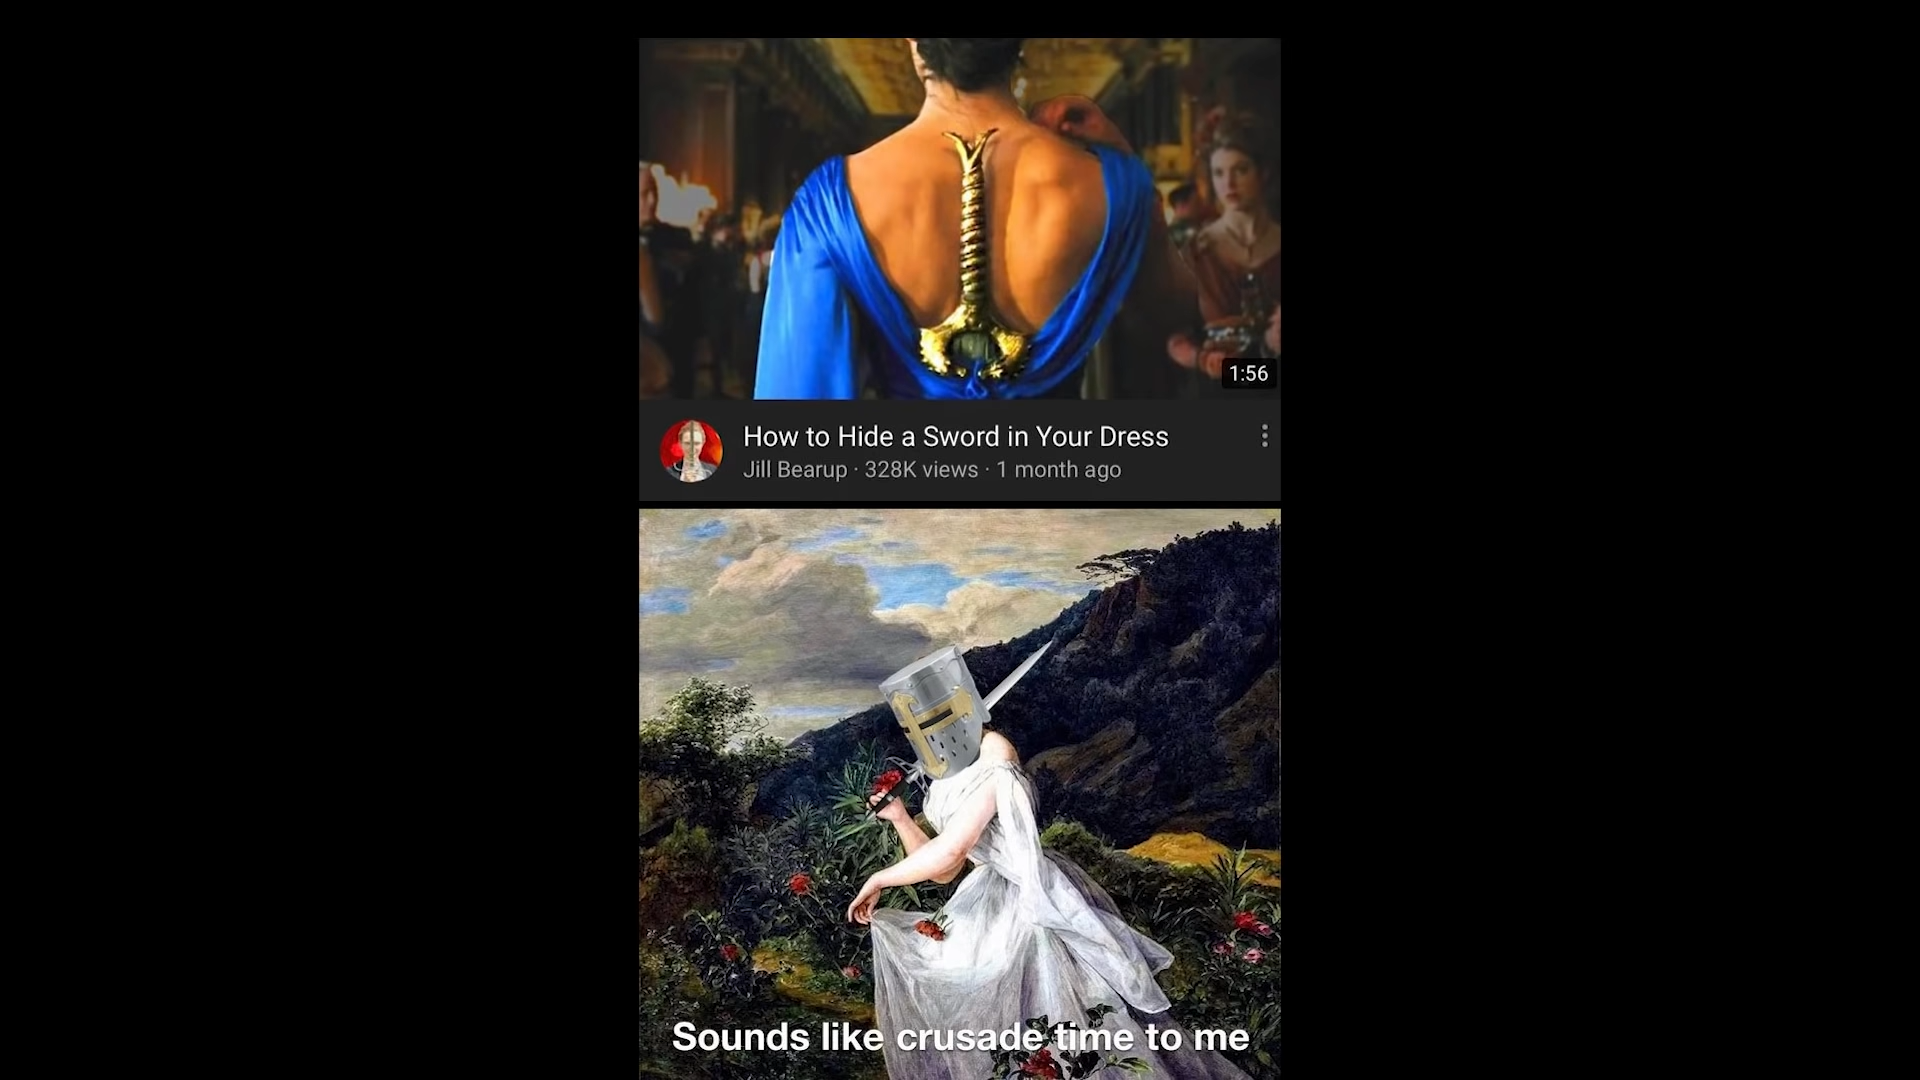 1:56
How to Hide a Sword in Your Dress
Jill Bearup · 328K views · 1 month ago
Sounds like crusade time to me